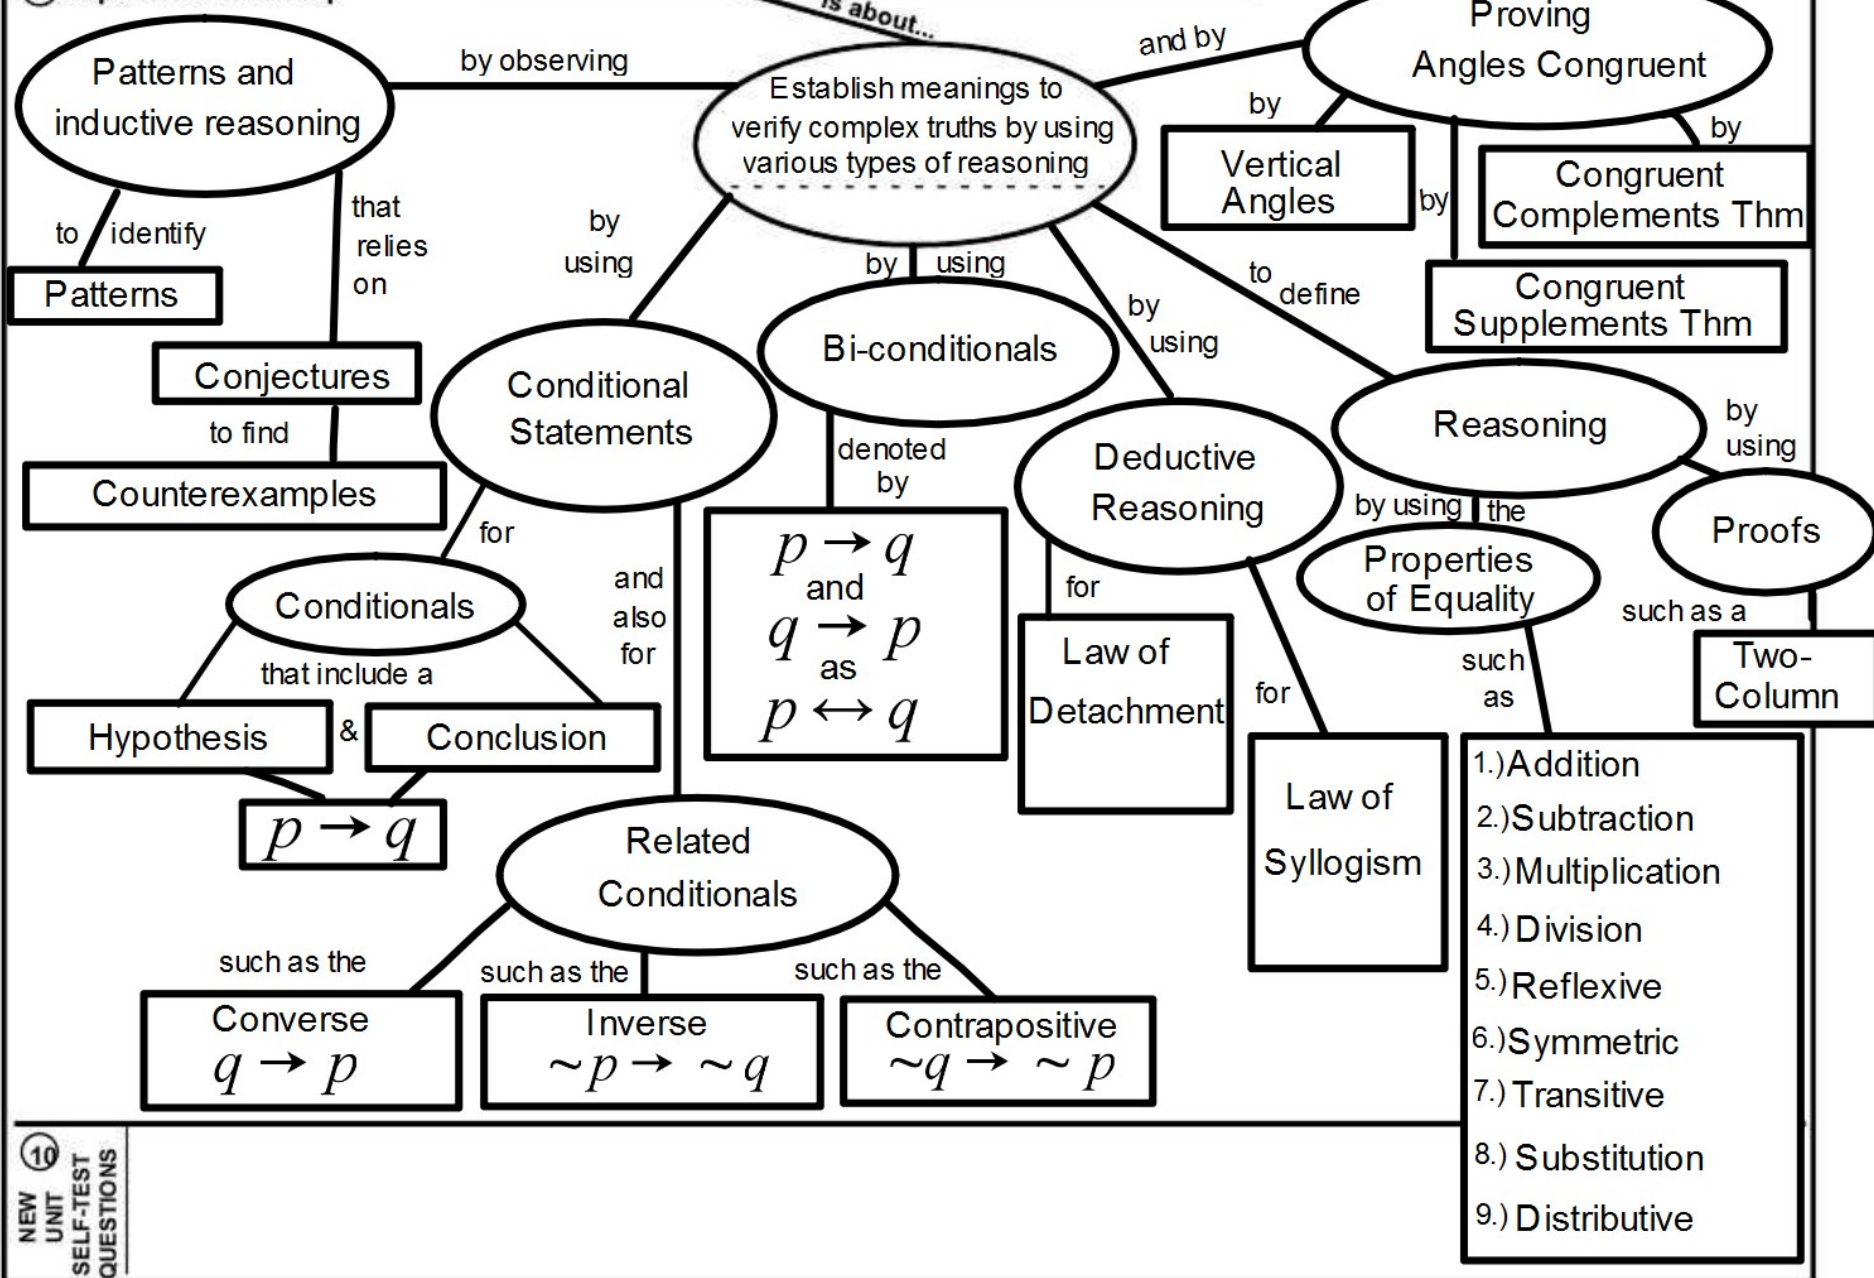 is about...
Patterns and
inductive reasoning
by observing
Establish meanings to
verify complex truths by using
various types of reasoning
and by
Proving
Angles Congruent
by
Vertical
Angles
by
Congruent
Supplements Thm
by
Congruent
Complements Thm
to identify
Patterns
that
relies
on
Conjectures
to find
Counterexamples
by
using
Conditional
Statements
for
Conditionals
that include a
Hypothesis
&
Conclusion
p → q
and
also
for
Related
Conditionals
such as the
Converse
q → p
such as the
Inverse
~p → ~q
such as the
Contrapositive
~q → ~p
by using
Bi-conditionals
denoted
by
p → q
and
q → p
as
p ↔ q
by
using
Deductive
Reasoning
for
Law of
Detachment
for
Law of
Syllogism
to
define
Reasoning
by using the
Properties
of Equality
such
as
1.)Addition
2.)Subtraction
3.)Multiplication
4.)Division
5.)Reflexive
6.)Symmetric
7.)Transitive
8.)Substitution
9.)Distributive
by
using
Proofs
such as a
Two-
Column
10
NEW
UNIT
SELF-TEST
QUESTIONS